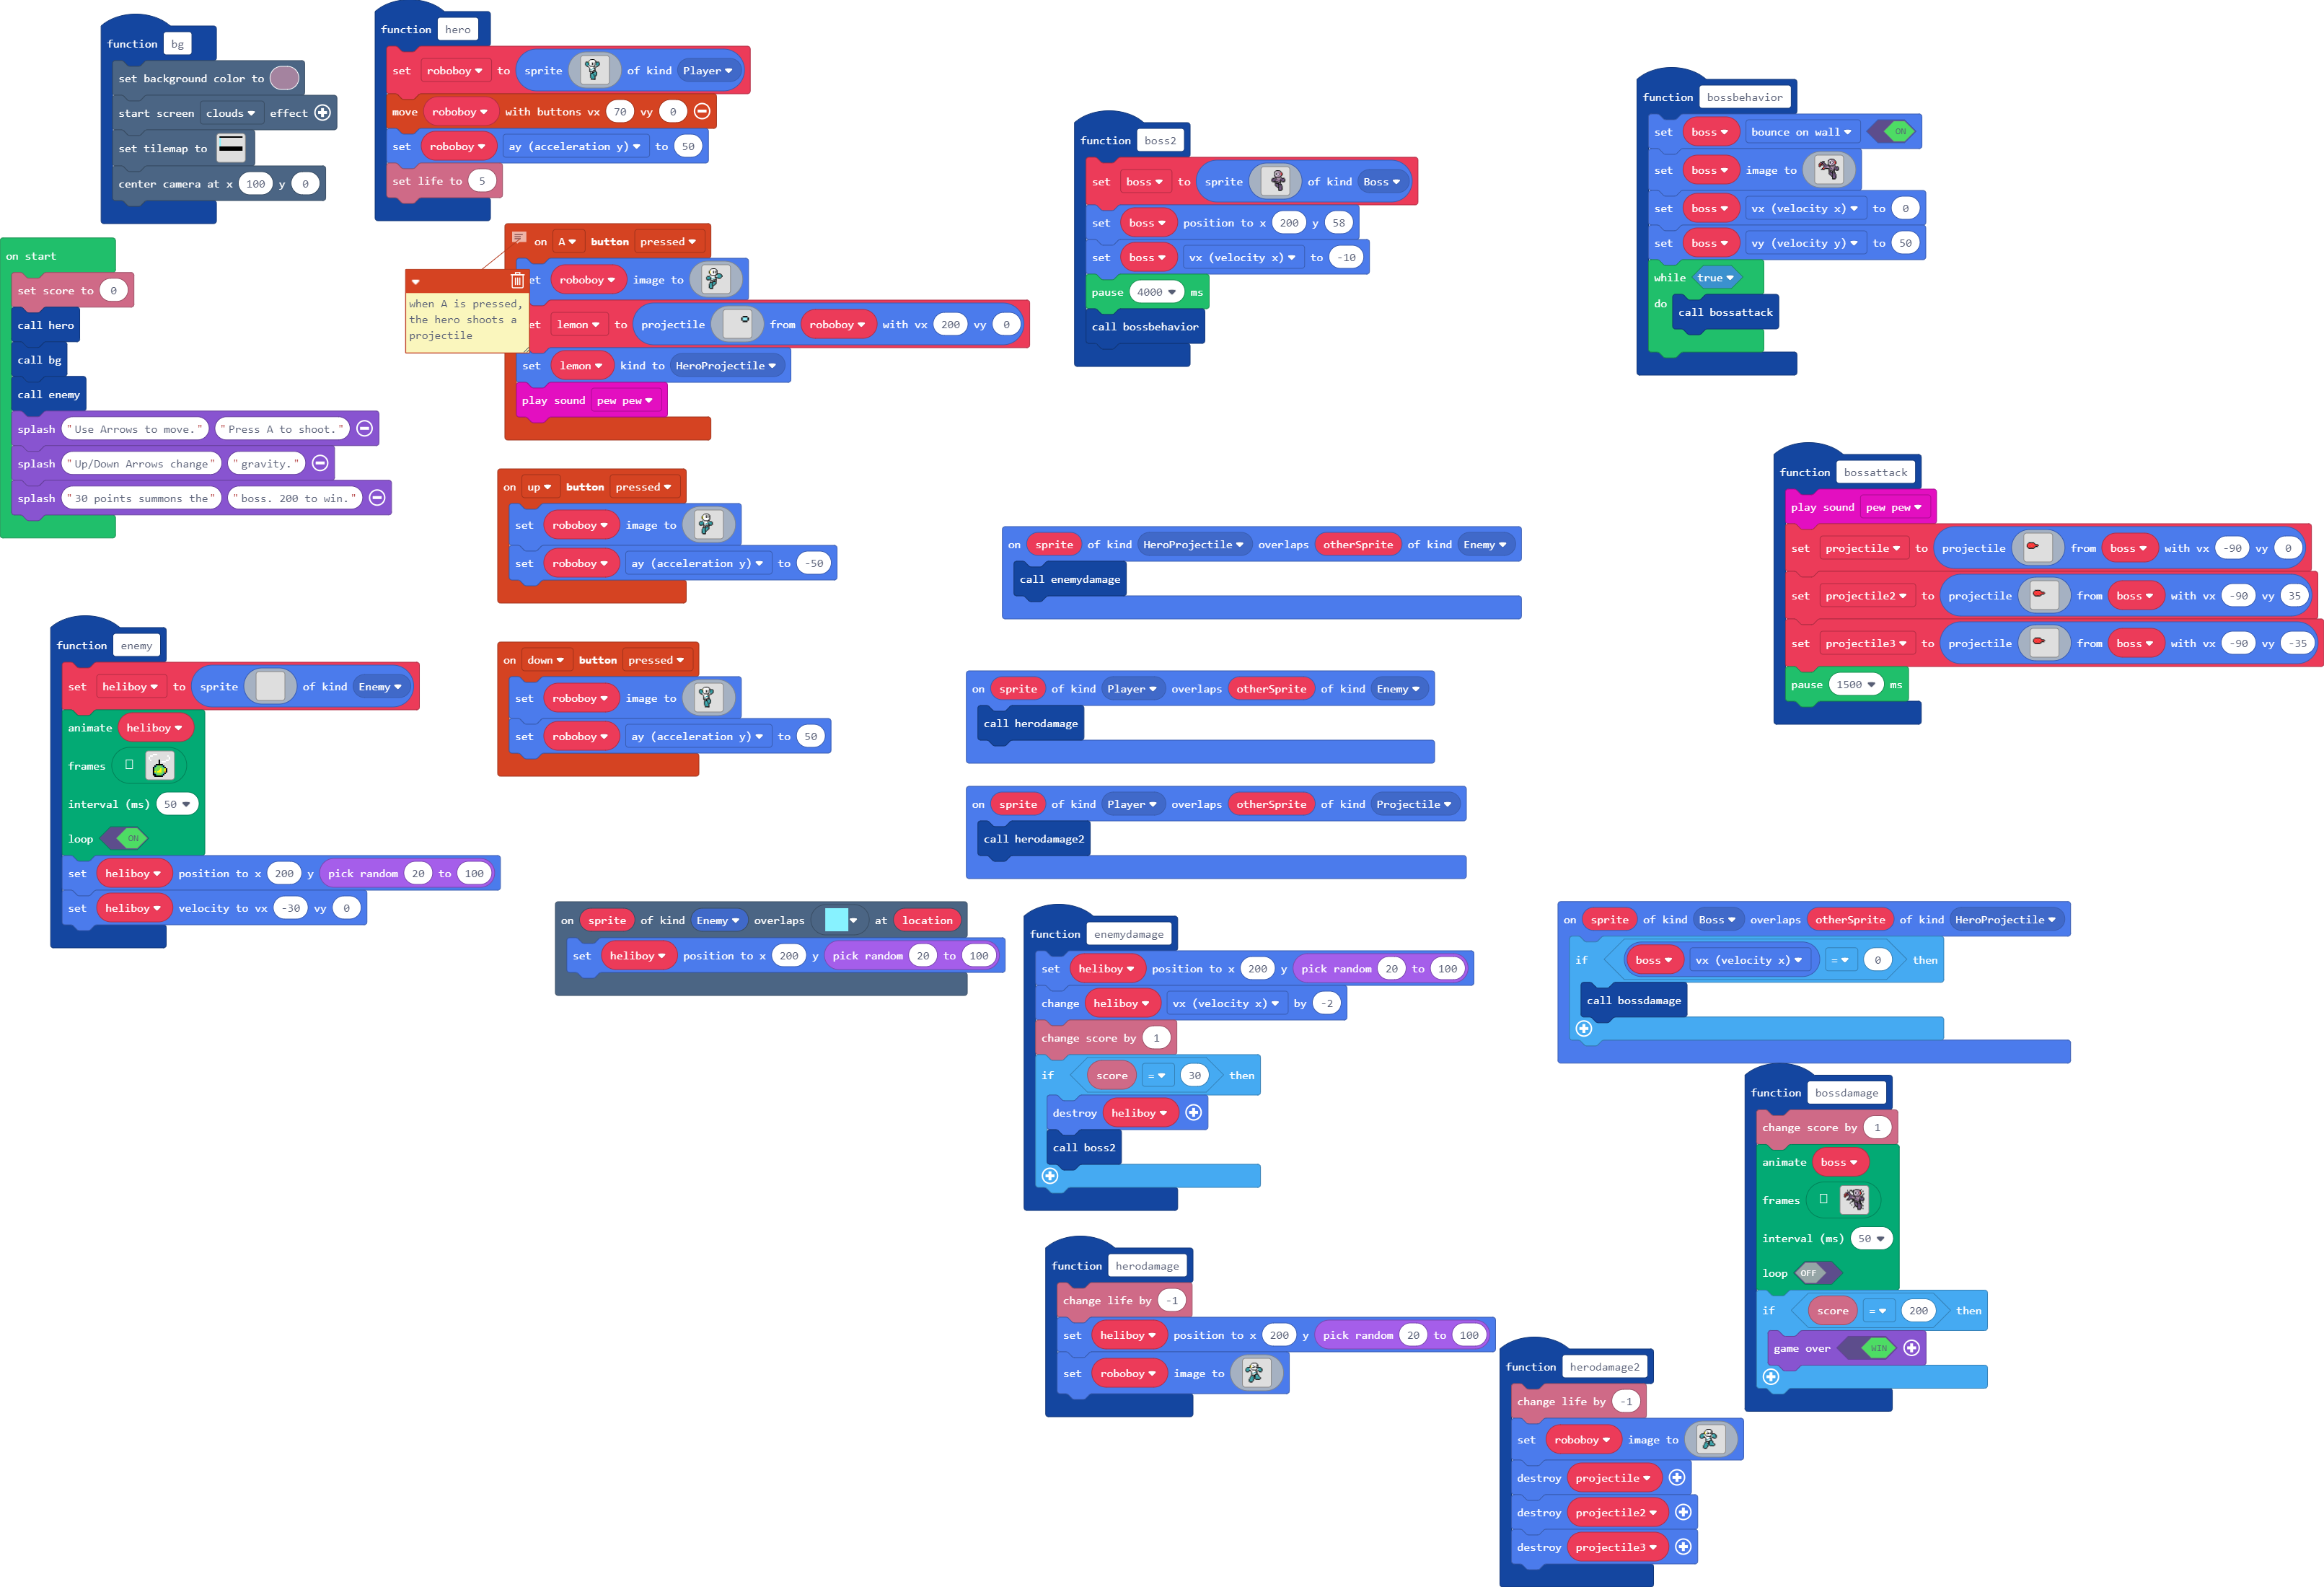 function bg
set background color to
start screen clouds effect
set tilemap to
center camera at x 100 y 0
function hero
set roboboy to sprite of kind Player
move roboboy with buttons vx 70 vy 0
set roboboy ay (acceleration y) to 50
set life to 5
on start
set score to 0
call hero
call bg
call enemy
splash "Use Arrows to move." "Press A to shoot."
splash "Up/Down Arrows change" "gravity."
splash "30 points summons the" "boss. 200 to win."
on A button pressed
when A is pressed,
the hero shoots a
projectile
et roboboy image to
et lemon to projectile from roboboy with vx 200 vy 0
set lemon kind to HeroProjectile
play sound pew pew
on up button pressed
set roboboy image to
set roboboy ay (acceleration y) to -50
on down button pressed
set roboboy image to
set roboboy ay (acceleration y) to 50
function enemy
set heliboy to sprite of kind Enemy
animate heliboy
frames
interval (ms) 50
loop ON
set heliboy position to x 200 y pick random 20 to 100
set heliboy velocity to vx -30 vy 0
on sprite of kind Enemy overlaps at location
set heliboy position to x 200 y pick random 20 to 100
function boss2
set boss to sprite of kind Boss
set boss position to x 200 y 58
set boss vx (velocity x) to -10
pause 4000 ms
call bossbehavior
function bossbehavior
set boss bounce on wall ON
set boss image to
set boss vx (velocity x) to 0
set boss vy (velocity y) to 50
while true
do call bossattack
function bossattack
play sound pew pew
set projectile to projectile from boss with vx -90 vy 0
set projectile2 to projectile from boss with vx -90 vy 35
set projectile3 to projectile from boss with vx -90 vy -35
pause 1500 ms
on sprite of kind HeroProjectile overlaps otherSprite of kind Enemy
call enemydamage
on sprite of kind Player overlaps otherSprite of kind Enemy
call herodamage
on sprite of kind Player overlaps otherSprite of kind Projectile
call herodamage2
function enemydamage
set heliboy position to x 200 y pick random 20 to 100
change heliboy vx (velocity x) by -2
change score by 1
if score = 30 then
destroy heliboy
call boss2
function herodamage
change life by -1
set heliboy position to x 200 y pick random 20 to 100
set roboboy image to
function herodamage2
change life by -1
set roboboy image to
destroy projectile
destroy projectile2
destroy projectile3
on sprite of kind Boss overlaps otherSprite of kind HeroProjectile
if boss vx (velocity x) = 0 then
call bossdamage
function bossdamage
change score by 1
animate boss
frames
interval (ms) 50
loop OFF
if score = 200 then
game over WIN